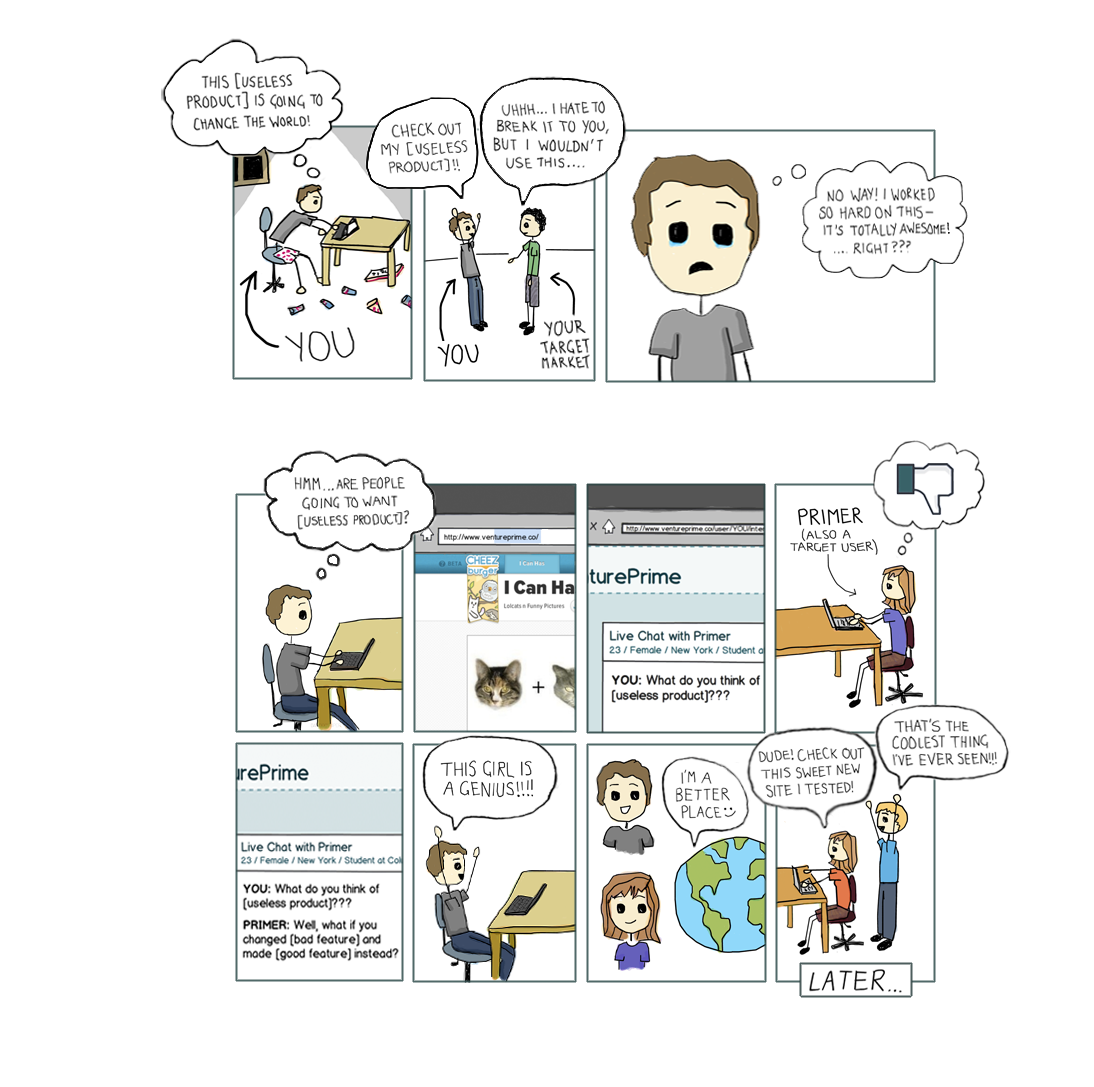 THIS [USELESS
PRODUCT] IS GOING TO
CHANGE THE WORLD!
YOU
CHECK OUT
MY [USELESS
PRODUCT]!!
UHHH... I HATE TO
BREAK IT TO YOU,
BUT I WOULDN'T
USE THIS....
YOU
YOUR
TARGET
MARKET
NO WAY! I WORKED
SO HARD ON THIS-
IT'S TOTALLY AWESOME!
.... RIGHT???
HMM...ARE PEOPLE
GOING TO WANT
[USELESS PRODUCT]?
http://www.ventureprime.co/
BETA
I Can Has
CHEEZ
burger
I Can Ha
Lolcats n Funny Pictures
+
X
http://www.ventureprime.co/user/YOU/inte
turePrime
Live Chat with Primer
23 / Female / New York / Student a
YOU: What do you think of
[useless product]???
PRIMER
(ALSO A
TARGET USER)
urePrime
Live Chat with Primer
23 / Female / New York / Student at Col
YOU: What do you think of
[useless product]???
PRIMER: Well, what if you
changed [bad feature] and
made [good feature] instead?
THIS GIRL IS
A GENIUS!!!!
I'M A
BETTER
PLACE
DUDE! CHECK OUT
THIS SWEET NEW
SITE I TESTED!
THAT'S THE
COOLEST THING
I'VE EVER SEEN!!!
LATER...